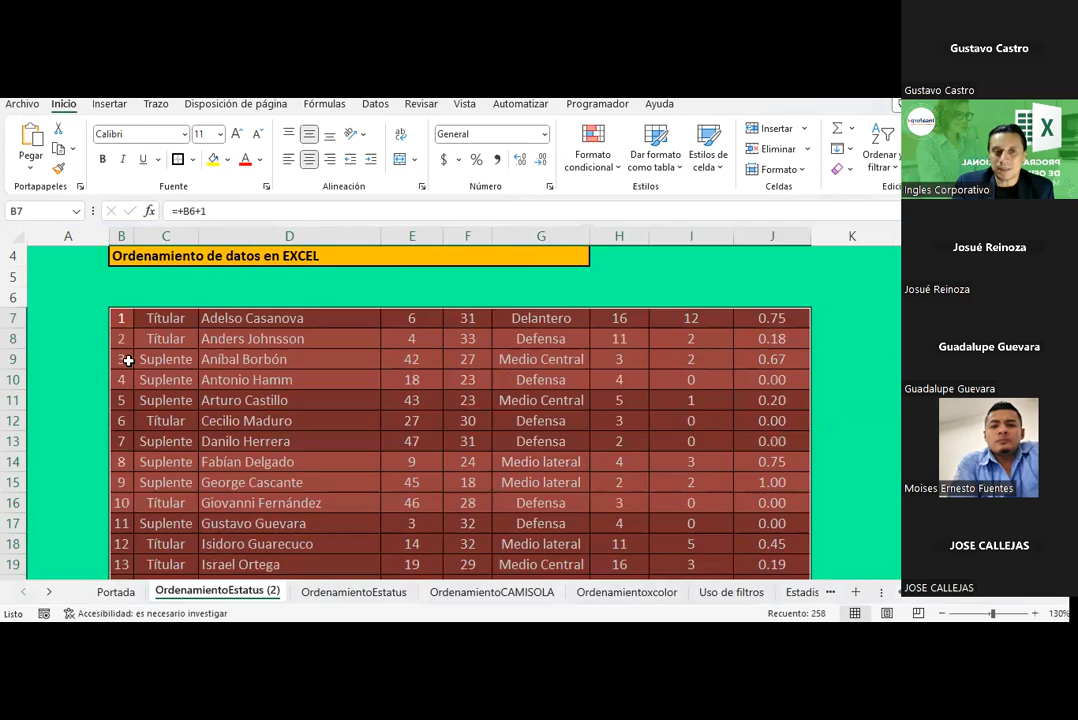 Archivo Inicio Insertar Trazo Disposición de página Fórmulas Datos Revisar Vista Automatizar Programador Ayuda
Pegar
Portapapeles
Calibri 11
N K S
Fuente
Alineación
General
$ % 000
Número
Formato condicional
Dar formato como tabla
Estilos de celda
Estilos
Insertar
Eliminar
Formato
Celdas
Ordenar y
filtrar
B7 fx =+B6+1
A B C D E F G H I J K
4 Ordenamiento de datos en EXCEL
5
6
7 1 Títular Adelso Casanova 6 31 Delantero 16 12 0.75
8 2 Títular Anders Johnsson 4 33 Defensa 11 2 0.18
9 3 Suplente Aníbal Borbón 42 27 Medio Central 3 2 0.67
10 4 Suplente Antonio Hamm 18 23 Defensa 4 0 0.00
11 5 Suplente Arturo Castillo 43 23 Medio Central 5 1 0.20
12 6 Títular Cecilio Maduro 27 30 Defensa 3 0 0.00
13 7 Suplente Danilo Herrera 47 31 Defensa 2 0 0.00
14 8 Suplente Fabían Delgado 9 24 Medio lateral 4 3 0.75
15 9 Suplente George Cascante 45 18 Medio lateral 2 2 1.00
16 10 Títular Giovanni Fernández 46 28 Defensa 3 0 0.00
17 11 Suplente Gustavo Guevara 3 32 Defensa 4 0 0.00
18 12 Títular Isidoro Guarecuco 14 32 Medio lateral 11 5 0.45
19 13 Títular Israel Ortega 19 29 Medio Central 16 3 0.19
Portada OrdenamientoEstatus (2) OrdenamientoEstatus OrdenamientoCAMISOLA Ordenamientoxcolor Uso de filtros Estadis
Listo Accesibilidad: es necesario investigar Recuento: 258 130%
Gustavo Castro
Gustavo Castro
Ingles Corporativo
Josué Reinoza
Josué Reinoza
Guadalupe Guevara
Guadalupe Guevara
Moises Ernesto Fuentes
JOSE CALLEJAS
JOSE CALLEJAS